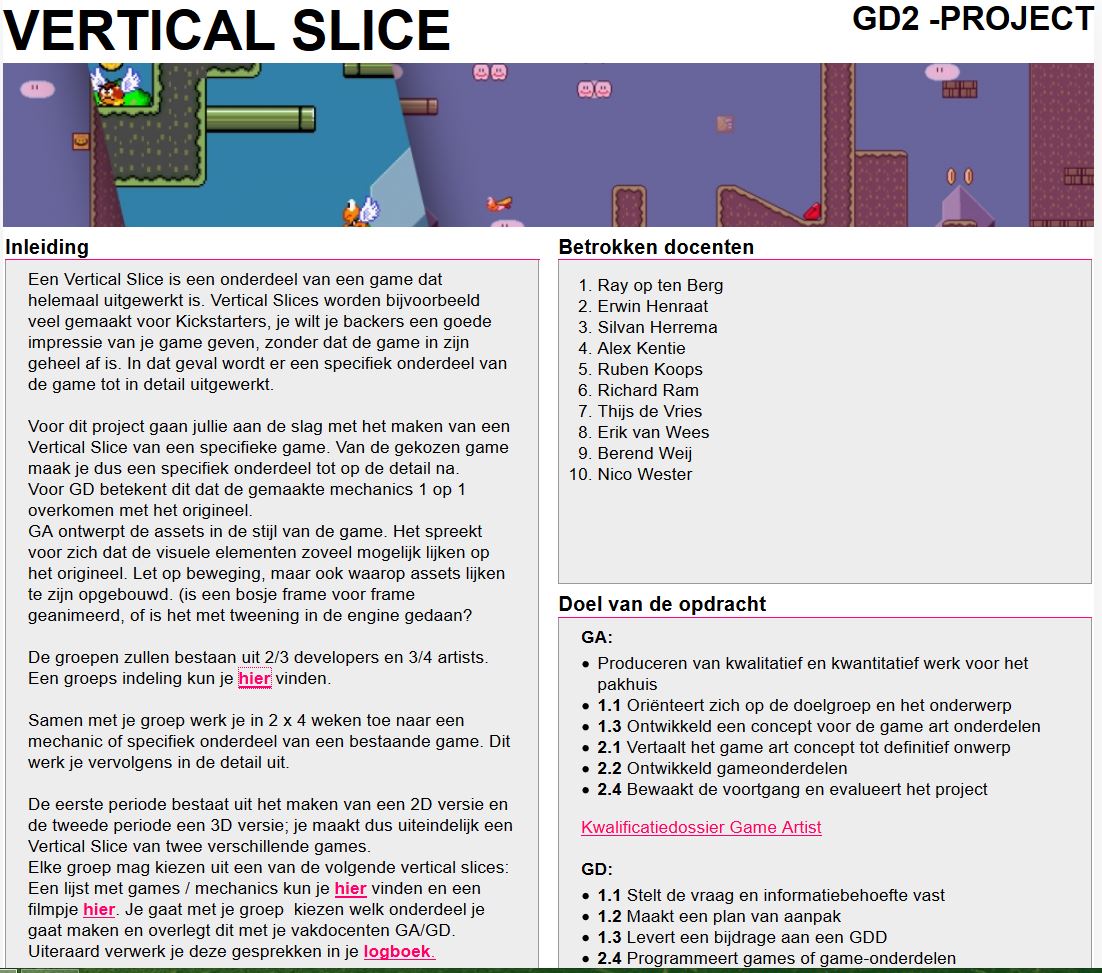 VERTICAL SLICE
GD2 -PROJECT
Inleiding
Een Vertical Slice is een onderdeel van een game dat
helemaal uitgewerkt is. Vertical Slices worden bijvoorbeeld
veel gemaakt voor Kickstarters, je wilt je backers een goede
impressie van je game geven, zonder dat de game in zijn
geheel af is. In dat geval wordt er een specifiek onderdeel van
de game tot in detail uitgewerkt.
Voor dit project gaan jullie aan de slag met het maken van een
Vertical Slice van een specifieke game. Van de gekozen game
maak je dus een specifiek onderdeel tot op de detail na.
Voor GD betekent dit dat de gemaakte mechanics 1 op 1
overkomen met het origineel.
GA ontwerpt de assets in de stijl van de game. Het spreekt
voor zich dat de visuele elementen zoveel mogelijk lijken op
het origineel. Let op beweging, maar ook waarop assets lijken
te zijn opgebouwd. (is een bosje frame voor frame
geanimeerd, of is het met tweening in de engine gedaan?
De groepen zullen bestaan uit 2/3 developers en 3/4 artists.
Een groeps indeling kun je hier vinden.
Samen met je groep werk je in 2 x 4 weken toe naar een
mechanic of specifiek onderdeel van een bestaande game. Dit
werk je vervolgens in de detail uit.
De eerste periode bestaat uit het maken van een 2D versie en
de tweede periode een 3D versie; je maakt dus uiteindelijk een
Vertical Slice van twee verschillende games.
Elke groep mag kiezen uit een van de volgende vertical slices:
Een lijst met games / mechanics kun je hier vinden en een
filmpje hier. Je gaat met je groep kiezen welk onderdeel je
gaat maken en overlegt dit met je vakdocenten GA/GD.
Uiteraard verwerk je deze gesprekken in je logboek.
Betrokken docenten
1. Ray op ten Berg
2. Erwin Henraat
3. Silvan Herrema
4. Alex Kentie
5. Ruben Koops
6. Richard Ram
7. Thijs de Vries
8. Erik van Wees
9. Berend Weij
10. Nico Wester
Doel van de opdracht
GA:
• Produceren van kwalitatief en kwantitatief werk voor het
pakhuis
• 1.1 Oriënteert zich op de doelgroep en het onderwerp
• 1.3 Ontwikkeld een concept voor de game art onderdelen
• 2.1 Vertaalt het game art concept tot definitief onwerp
• 2.2 Ontwikkeld gameonderdelen
• 2.4 Bewaakt de voortgang en evalueert het project
Kwalificatiedossier Game Artist
GD:
• 1.1 Stelt de vraag en informatiebehoefte vast
• 1.2 Maakt een plan van aanpak
• 1.3 Levert een bijdrage aan een GDD
• 2.4 Programmeert games of game-onderdelen